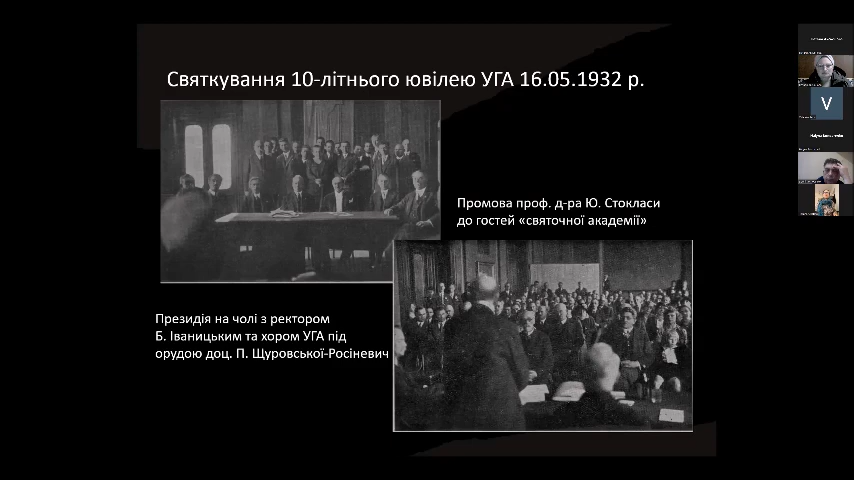 Святкування 10-літнього ювілею УГА 16.05.1932 р.
Промова проф. д-ра Ю. Стокласи
до гостей «святочної академії»
Президія на чолі з ректором
Б. Іваницьким та хором УГА під
орудою доц. П. Щуровської-Росіневич
V